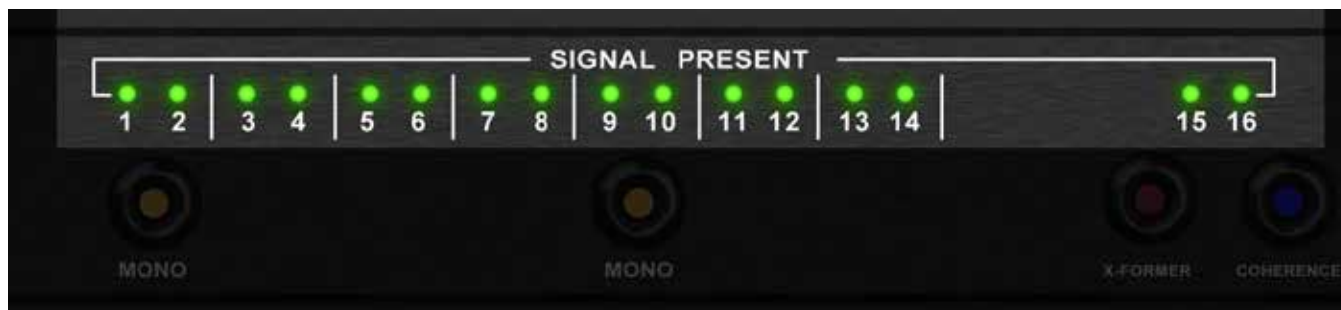 SIGNAL PRESENT
1 2 3 4 5 6 7 8 9 10 11 12 13 14 15 16
MONO MONO X-FORMER COHERENCE